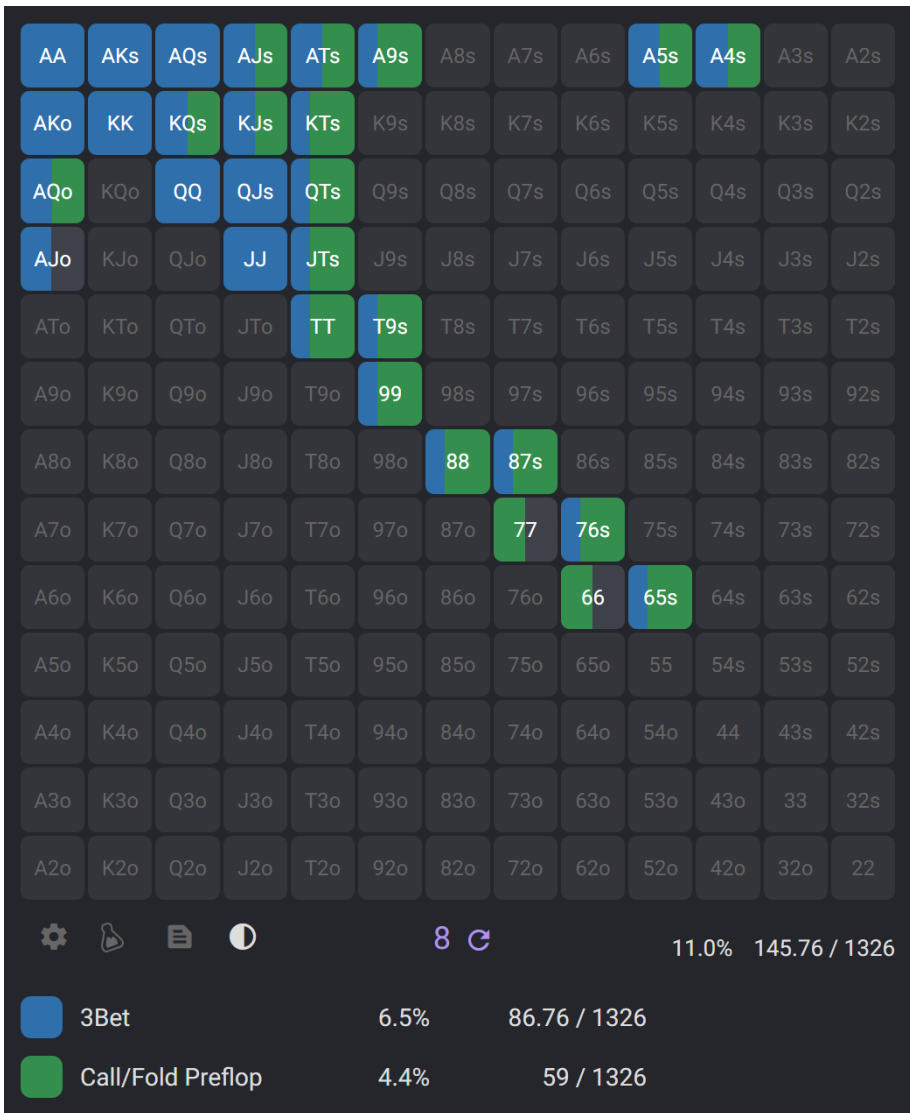 AA AKs AQs AJs ATs A9s A8s A7s A6s A5s A4s A3s A2s
AKo KK KQs KJs KTs K9s K8s K7s K6s K5s K4s K3s K2s
AQo KQo QQ QJs QTs Q9s Q8s Q7s Q6s Q5s Q4s Q3s Q2s
AJo KJo QJo JJ JTs J9s J8s J7s J6s J5s J4s J3s J2s
ATo KTo QTo JTo TT T9s T8s T7s T6s T5s T4s T3s T2s
A9o K9o Q9o J9o T9o 99 98s 97s 96s 95s 94s 93s 92s
A8o K8o Q8o J8o T8o 98o 88 87s 86s 85s 84s 83s 82s
A7o K7o Q7o J7o T7o 97o 87o 77 76s 75s 74s 73s 72s
A6o K6o Q6o J6o T6o 96o 86o 76o 66 65s 64s 63s 62s
A5o K5o Q5o J5o T5o 95o 85o 75o 65o 55 54s 53s 52s
A4o K4o Q4o J4o T4o 94o 84o 74o 64o 54o 44 43s 42s
A3o K3o Q3o J3o T3o 93o 83o 73o 63o 53o 43o 33 32s
A2o K2o Q2o J2o T2o 92o 82o 72o 62o 52o 42o 32o 22
8 11.0% 145.76 / 1326
3Bet 6.5% 86.76 / 1326
Call/Fold Preflop 4.4% 59 / 1326